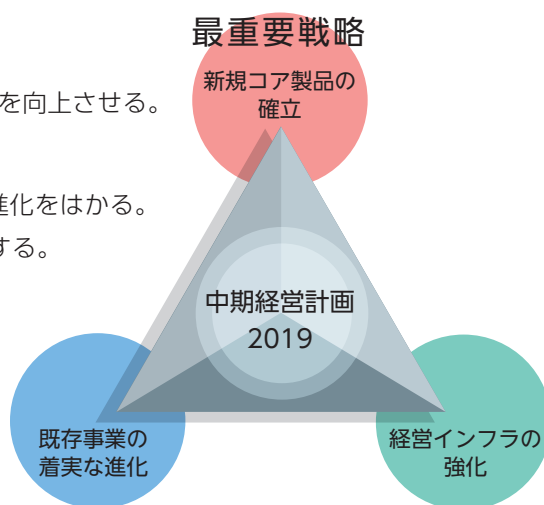 最重要戦略
新規コア製品の
確立
を向上させる。
進化をはかる。
する。
中期経営計画
2019
既存事業の
着実な進化
経営インフラの
強化